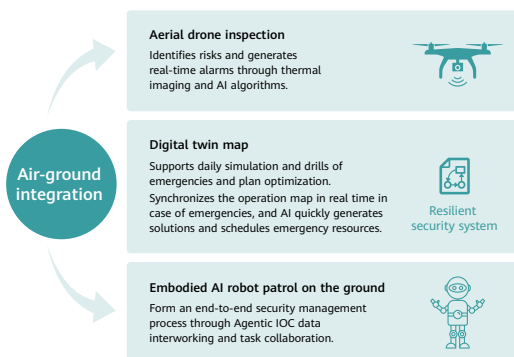 Aerial drone inspection
Identifies risks and generates
real-time alarms through thermal
imaging and AI algorithms.
Air-ground
integration
Digital twin map
Supports daily simulation and drills of
emergencies and plan optimization.
Synchronizes the operation map in real time in
case of emergencies, and AI quickly generates
solutions and schedules emergency resources.
Resilient
security system
Embodied AI robot patrol on the ground
Form an end-to-end security management
process through Agentic IOC data
interworking and task collaboration.